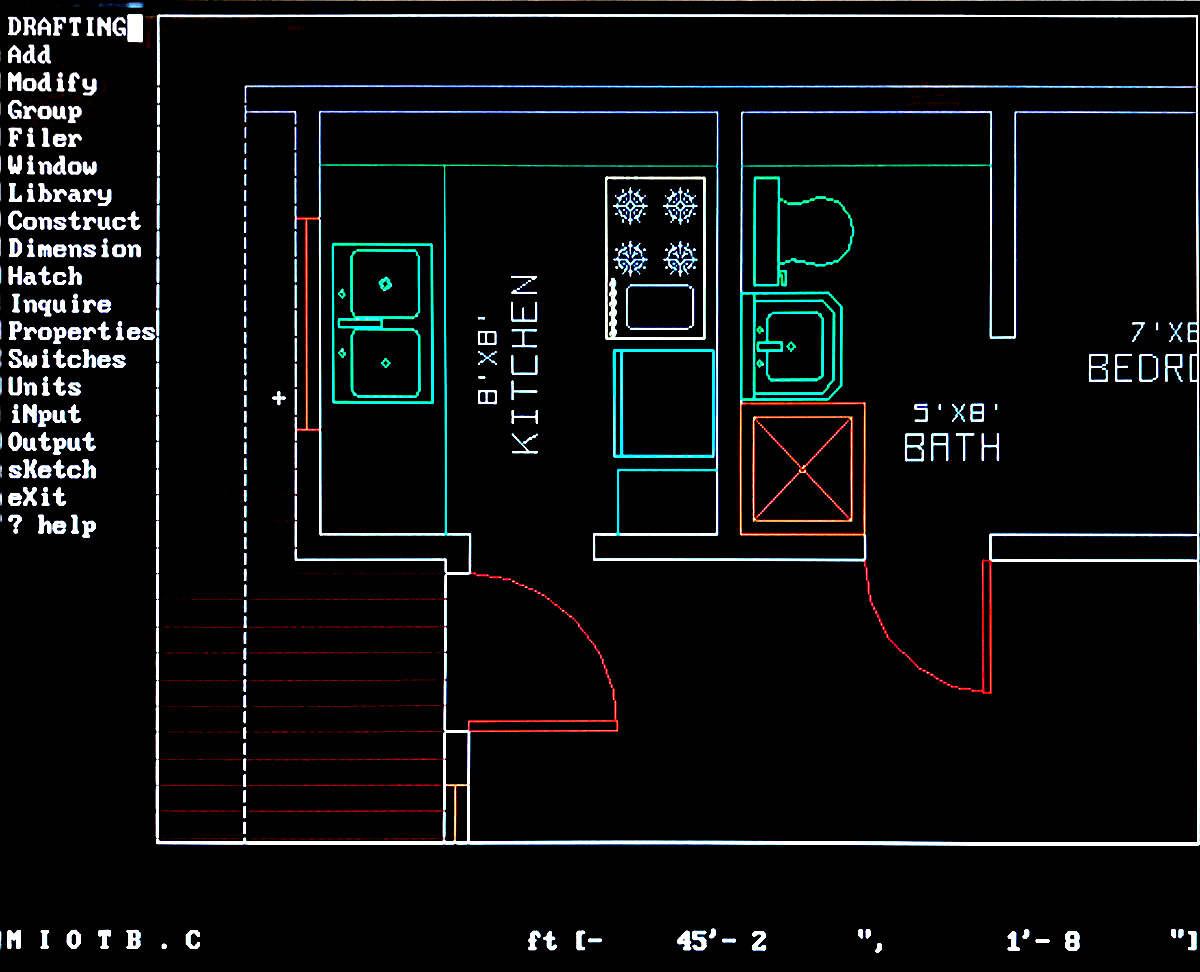 DRAFTING
Add
Modify
Group
Filer
Window
Library
Construct
Dimension
Hatch
Inquire
Properties
Switches
Units
iNput
Output
sKetch
eXit
? help
8'X8'
KITCHEN
5'X8'
BATH
7'X8
BEDRO
M I O T B . C
ft [- 45'- 2 ", 1'- 8 "]